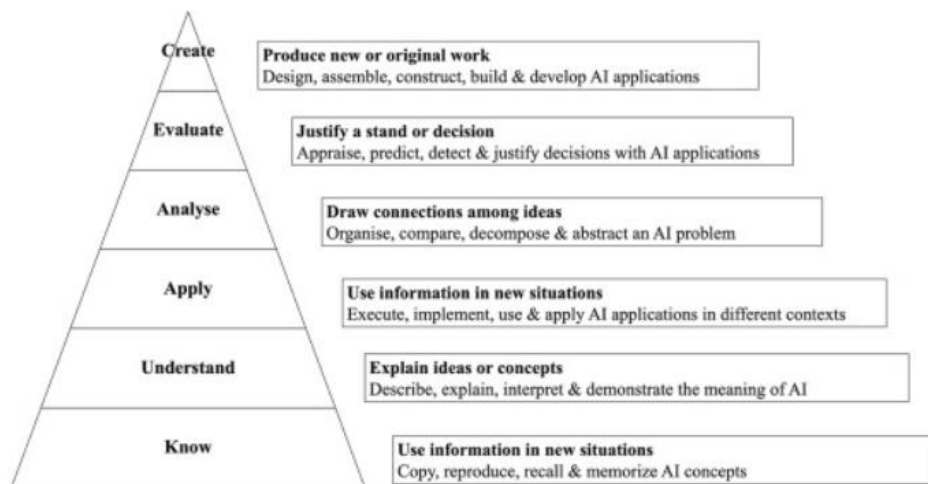 Create
Produce new or original work
Design, assemble, construct, build & develop AI applications
Evaluate
Justify a stand or decision
Appraise, predict, detect & justify decisions with AI applications
Analyse
Draw connections among ideas
Organise, compare, decompose & abstract an AI problem
Apply
Use information in new situations
Execute, implement, use & apply AI applications in different contexts
Understand
Explain ideas or concepts
Describe, explain, interpret & demonstrate the meaning of AI
Know
Use information in new situations
Copy, reproduce, recall & memorize AI concepts